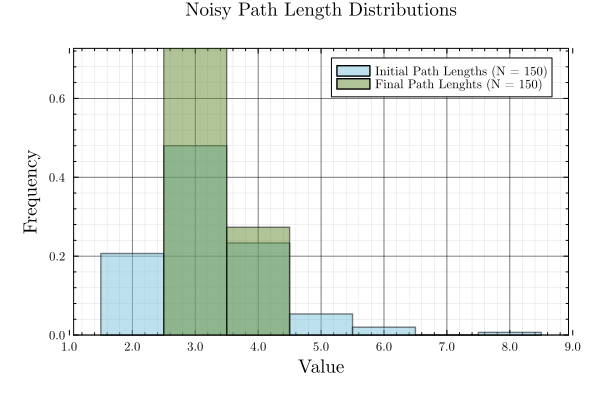 Noisy Path Length Distributions
Initial Path Lengths (N = 150)
Final Path Lenghts (N = 150)
Frequency
0.6
0.4
0.2
0.0
1.0 2.0 3.0 4.0 5.0 6.0 7.0 8.0 9.0
Value